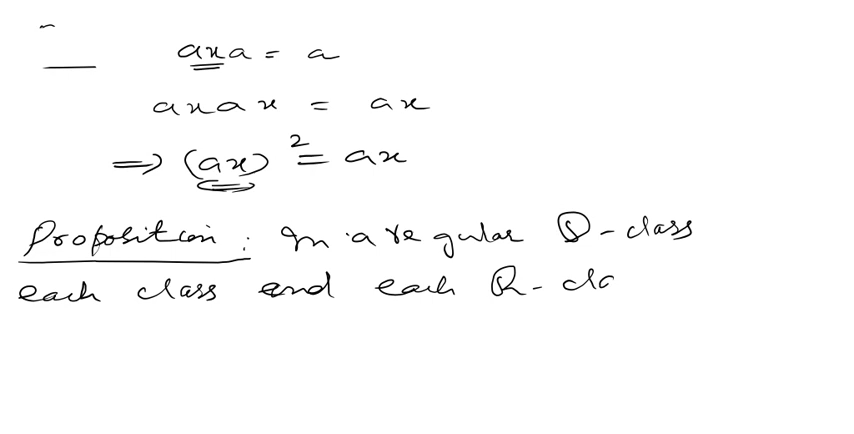 axa = a
axax = ax
⇒ (ax)² = ax
Proposition: In a regular D-class
each class and each R-cla